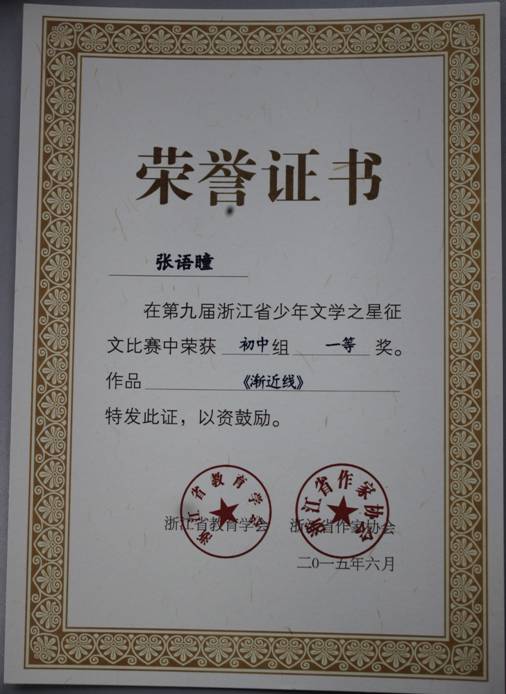 荣誉证书
张语瞳
在第九届浙江省少年文学之星征
文比赛中荣获 初中组 一等 奖。
作品 《渐近线》
特发此证，以资鼓励。
浙江省教育学会 浙江省作家协会
浙江省教育学会 浙江省作家协会
二〇一五年六月